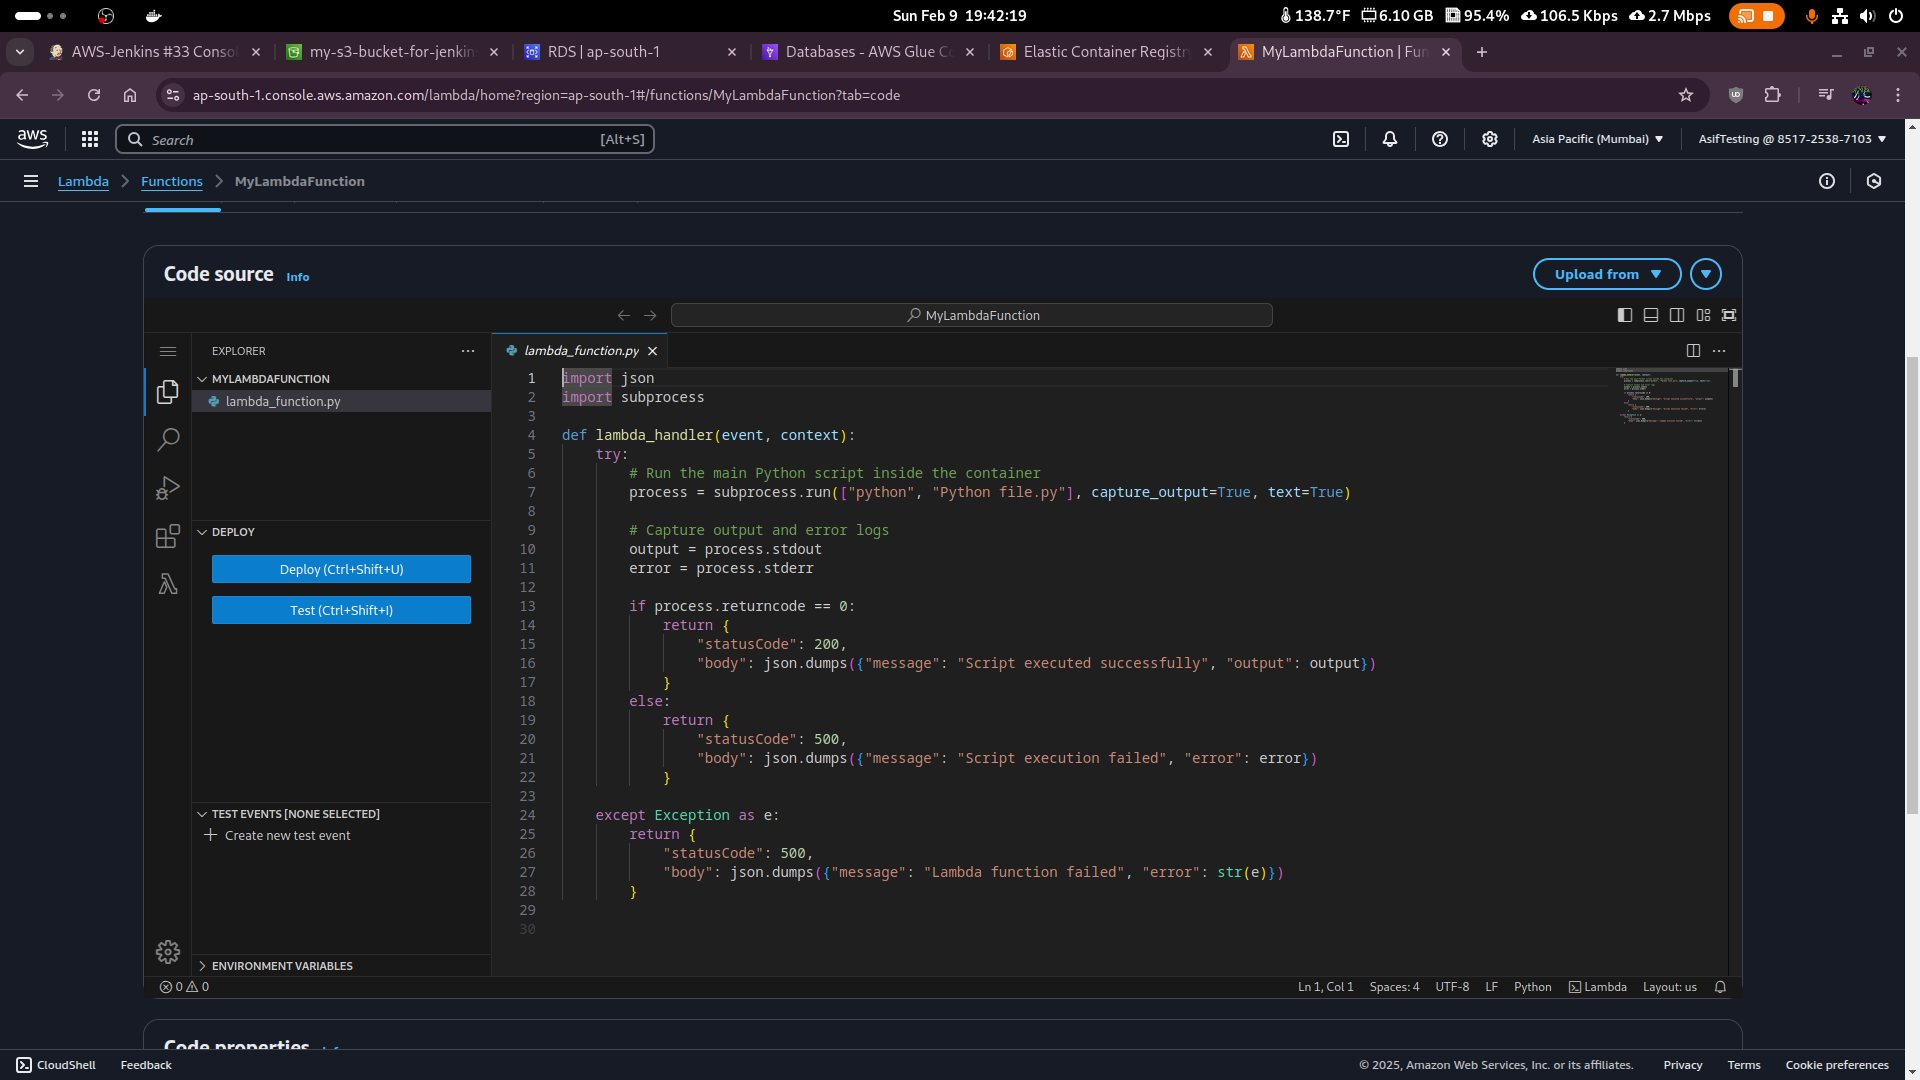 Sun Feb 9 19:42:19
138.7°F 6.10 GB 95.4% 106.5 Kbps 2.7 Mbps
AWS-Jenkins #33 Conso
my-s3-bucket-for-jenkin
RDS | ap-south-1
Databases - AWS Glue Co
Elastic Container Registry
MyLambdaFunction | Fun
ap-south-1.console.aws.amazon.com/lambda/home?region=ap-south-1#/functions/MyLambdaFunction?tab=code
aws
Search [Alt+S]
Asia Pacific (Mumbai)
AsifTesting @ 8517-2538-7103
Lambda > Functions > MyLambdaFunction
Code source Info
Upload from
MyLambdaFunction
EXPLORER
MYLAMBDAFUNCTION
lambda_function.py
DEPLOY
Deploy (Ctrl+Shift+U)
Test (Ctrl+Shift+I)
TEST EVENTS [NONE SELECTED]
Create new test event
ENVIRONMENT VARIABLES
lambda_function.py
1 import json
2 import subprocess
3
4 def lambda_handler(event, context):
5 try:
6 # Run the main Python script inside the container
7 process = subprocess.run(["python", "Python file.py"], capture_output=True, text=True)
8
9 # Capture output and error logs
10 output = process.stdout
11 error = process.stderr
12
13 if process.returncode == 0:
14 return {
15 "statusCode": 200,
16 "body": json.dumps({"message": "Script executed successfully", "output": output})
17 }
18 else:
19 return {
20 "statusCode": 500,
21 "body": json.dumps({"message": "Script execution failed", "error": error})
22 }
23
24 except Exception as e:
25 return {
26 "statusCode": 500,
27 "body": json.dumps({"message": "Lambda function failed", "error": str(e)})
28 }
29
30
0 0
Ln 1, Col 1 Spaces: 4 UTF-8 LF Python Lambda Layout: us
Code properties Info
CloudShell Feedback
© 2025, Amazon Web Services, Inc. or its affiliates. Privacy Terms Cookie preferences